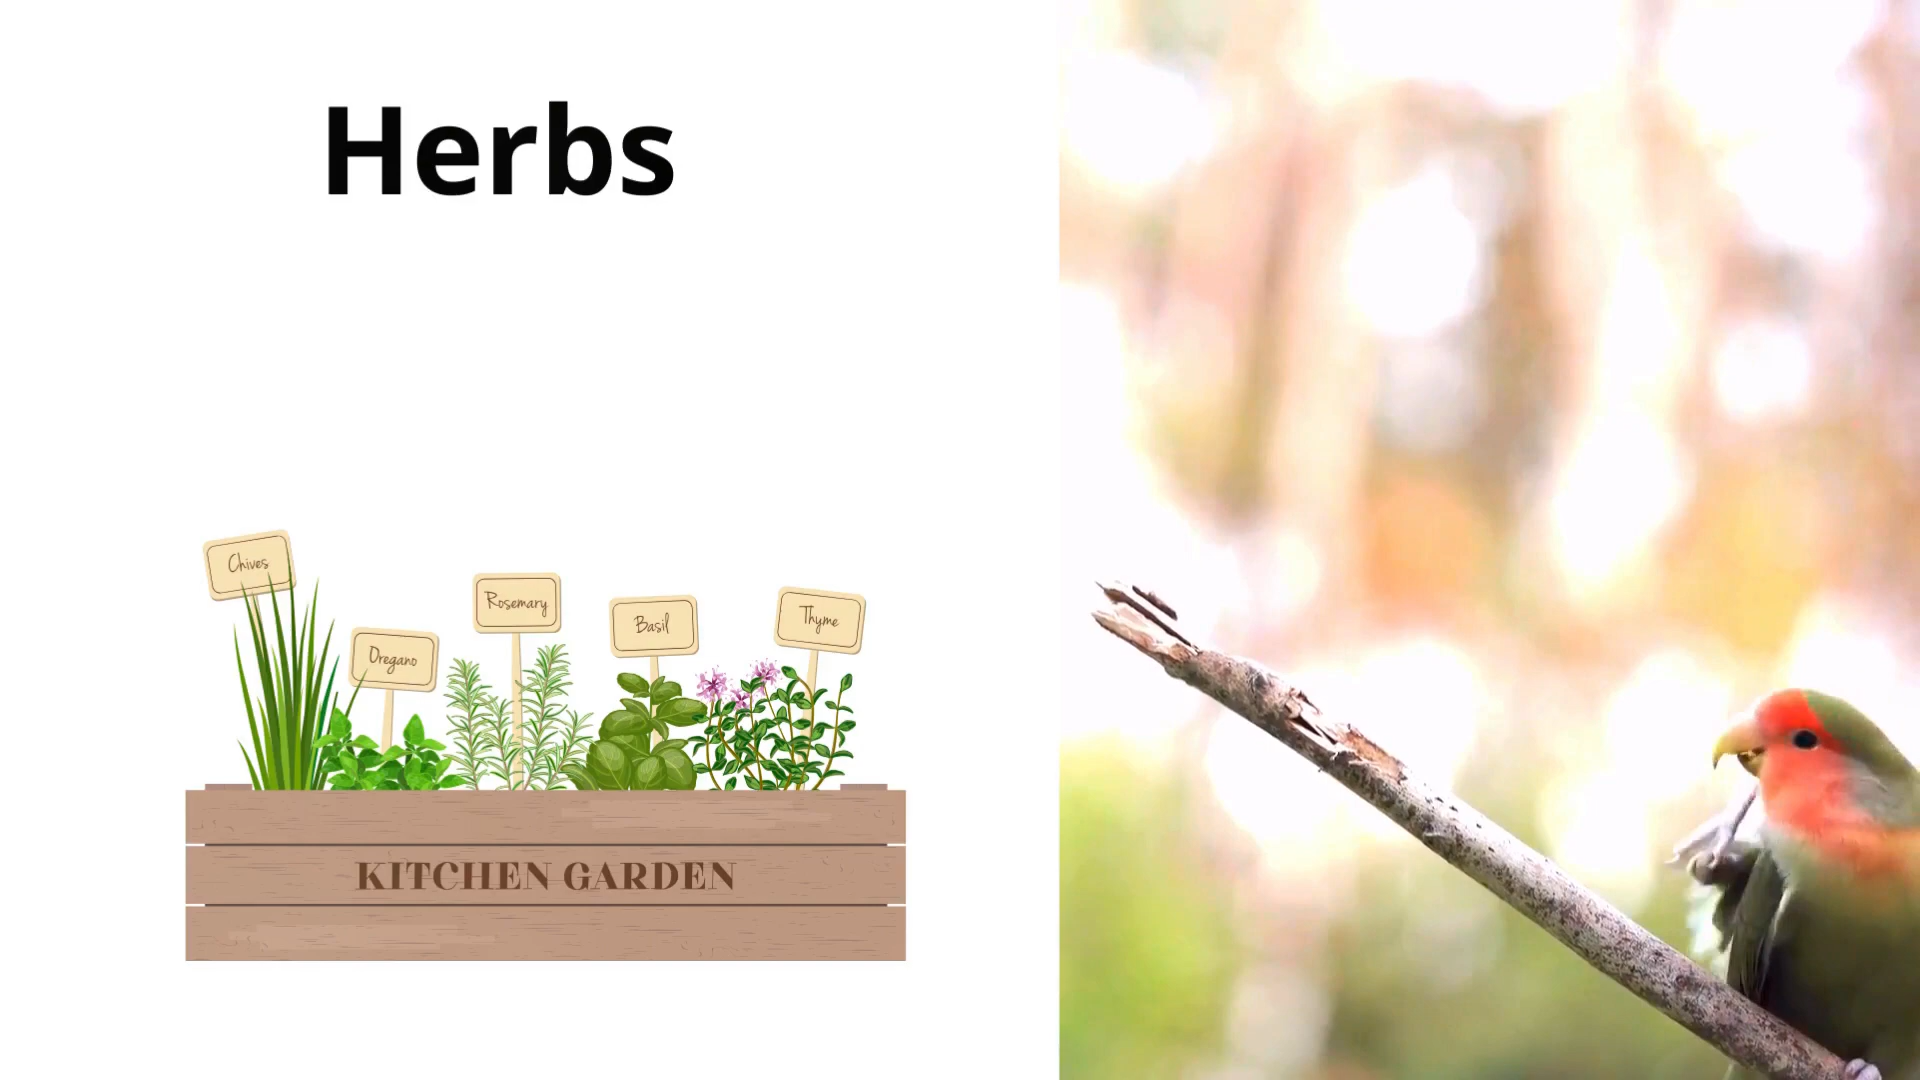 Herbs
Chives
Oregano
Rosemary
Basil
Thyme
KITCHEN GARDEN